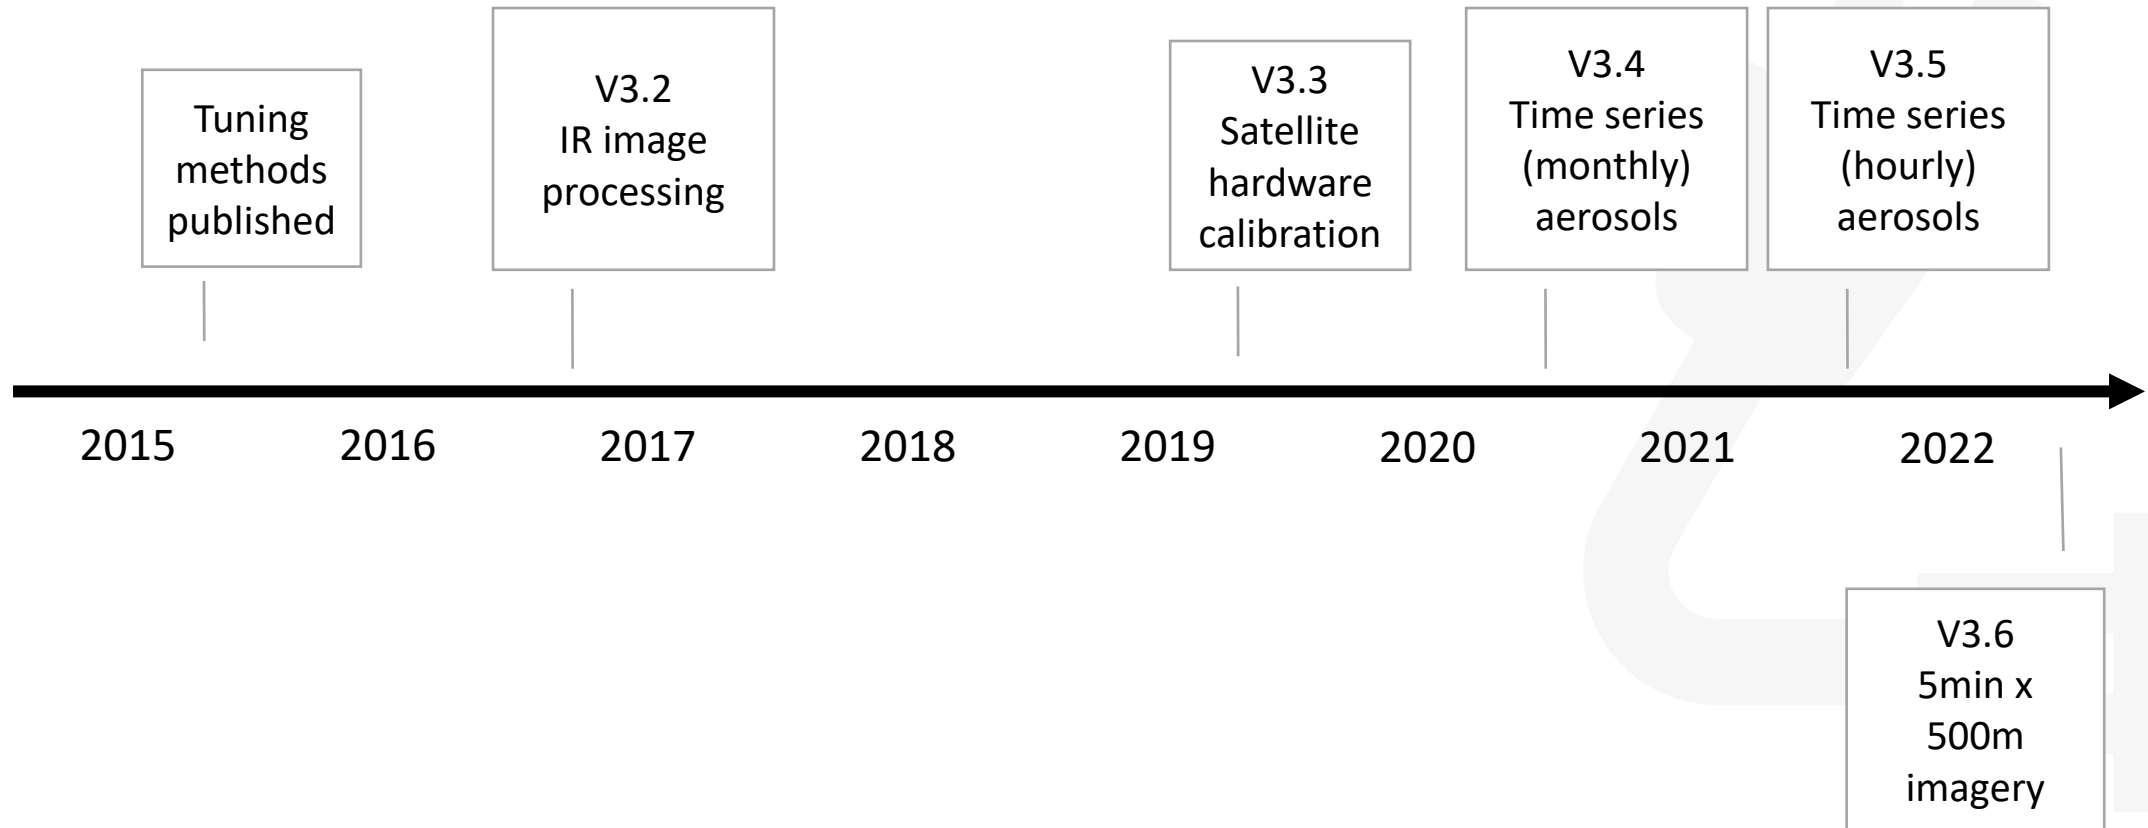 Tuning
methods
published
V3.2
IR image
processing
V3.3
Satellite
hardware
calibration
V3.4
Time series
(monthly)
aerosols
V3.5
Time series
(hourly)
aerosols
2015 2016 2017 2018 2019 2020 2021 2022
V3.6
5min x
500m
imagery